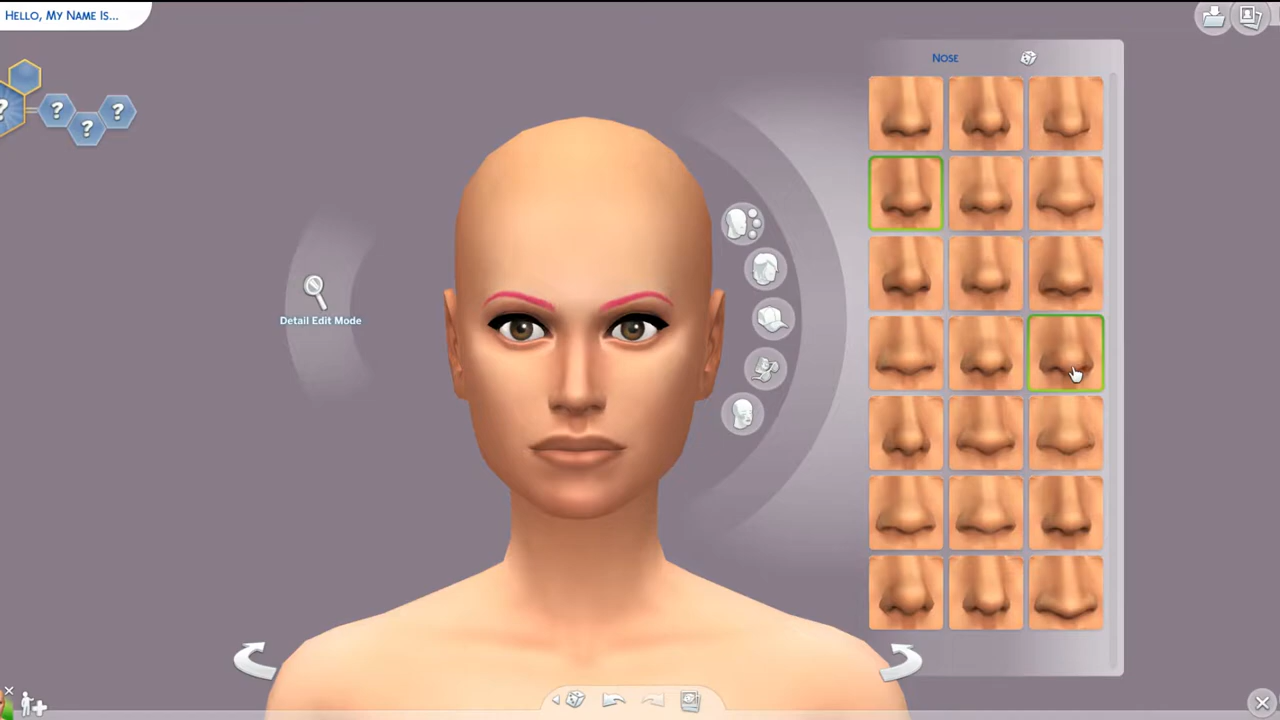 Hello, My Name Is...
Nose
? ? ? ?
Detail Edit Mode